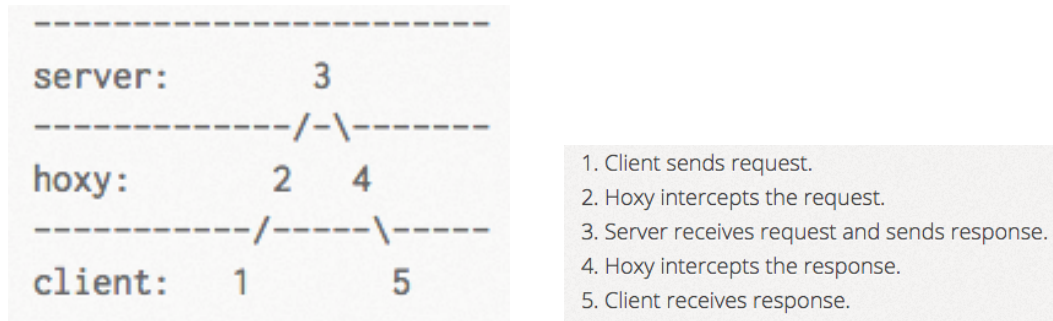 ------------------------
server:       3
-------------/-\-------
hoxy:       2   4
-----------/-----\-----
client:   1       5
1. Client sends request.
2. Hoxy intercepts the request.
3. Server receives request and sends response.
4. Hoxy intercepts the response.
5. Client receives response.